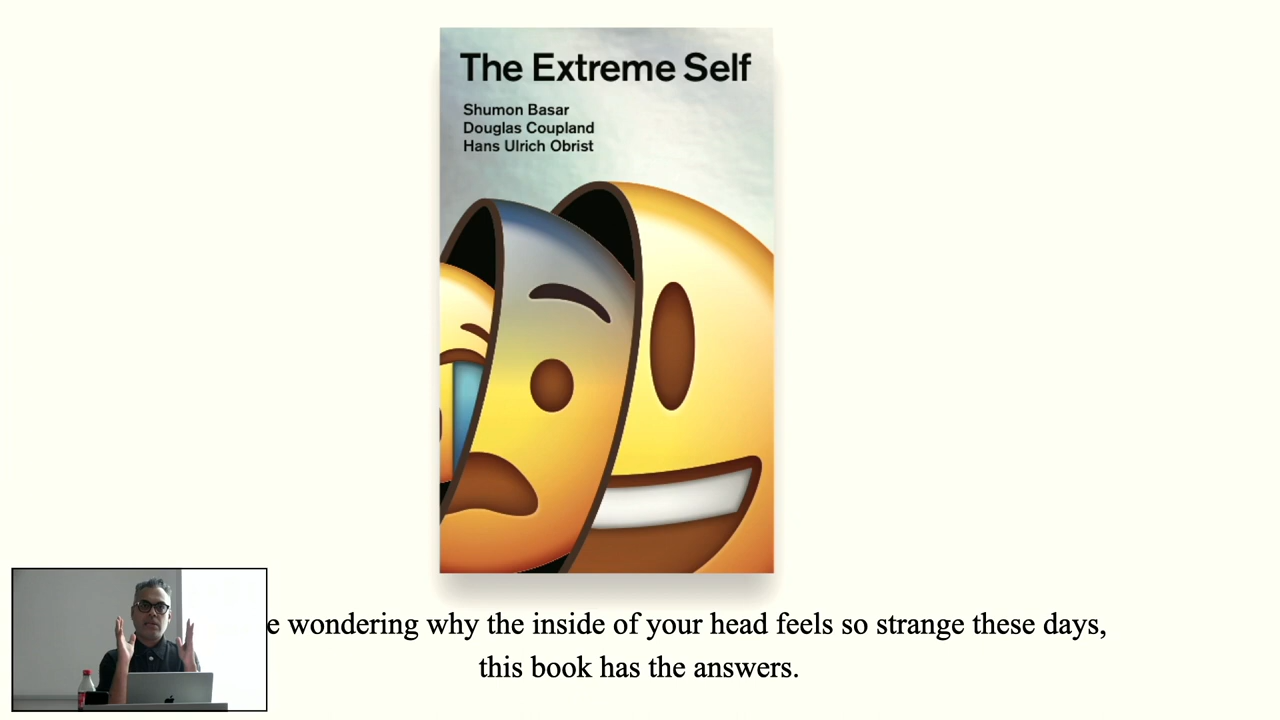 The Extreme Self
Shumon Basar
Douglas Coupland
Hans Ulrich Obrist
e wondering why the inside of your head feels so strange these days,
this book has the answers.